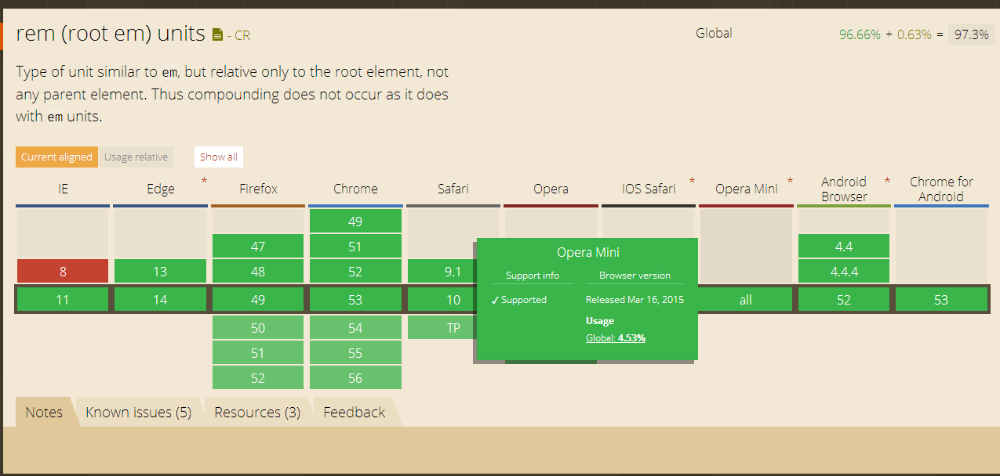 rem (root em) units - CR
Global
96.66% + 0.63% = 97.3%
Type of unit similar to em, but relative only to the root element, not
any parent element. Thus compounding does not occur as it does
with em units.
Current aligned Usage relative Show all
IE Edge * Firefox Chrome Safari Opera iOS Safari * Opera Mini * Android Browser * Chrome for Android
49
47 51 4.4
8 13 48 52 9.1 4.4.4
11 14 49 53 10 all 52 53
50 54 TP
51 55
52 56
Opera Mini
Support info Browser version
✓ Supported Released Mar 16, 2015
Usage
Global: 4.53%
Notes Known issues (5) Resources (3) Feedback